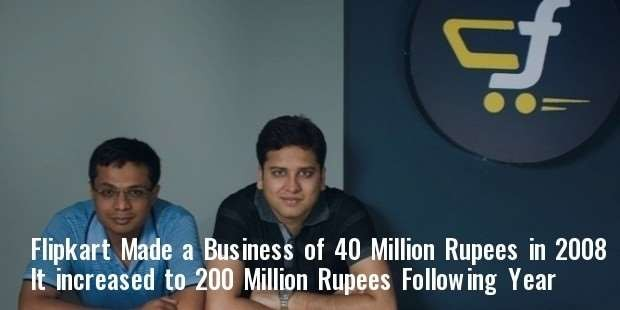 Flipkart Made a Business of 40 Million Rupees in 2008
It increased to 200 Million Rupees Following Year